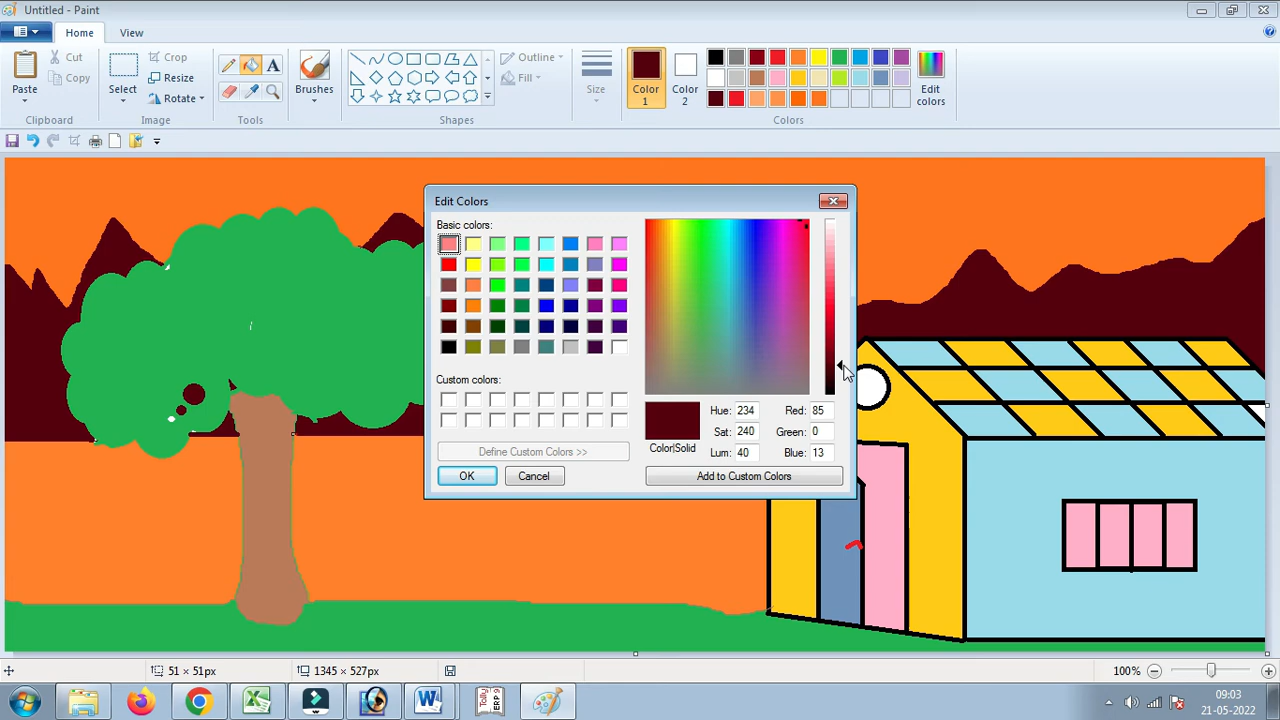 Untitled - Paint
Home
View
Paste
Cut
Copy
Clipboard
Select
Crop
Resize
Rotate
Image
A
Tools
Brushes
Shapes
Outline
Fill
Size
Color
1
Color
2
Edit
colors
Colors
Edit Colors
Basic colors:
Custom colors:
Define Custom Colors >>
OK
Cancel
Color|Solid
Hue: 234
Sat: 240
Lum: 40
Red: 85
Green: 0
Blue: 13
Add to Custom Colors
51 × 51px
1345 × 527px
100%
Tally
ERP 9
09:03
21-05-2022